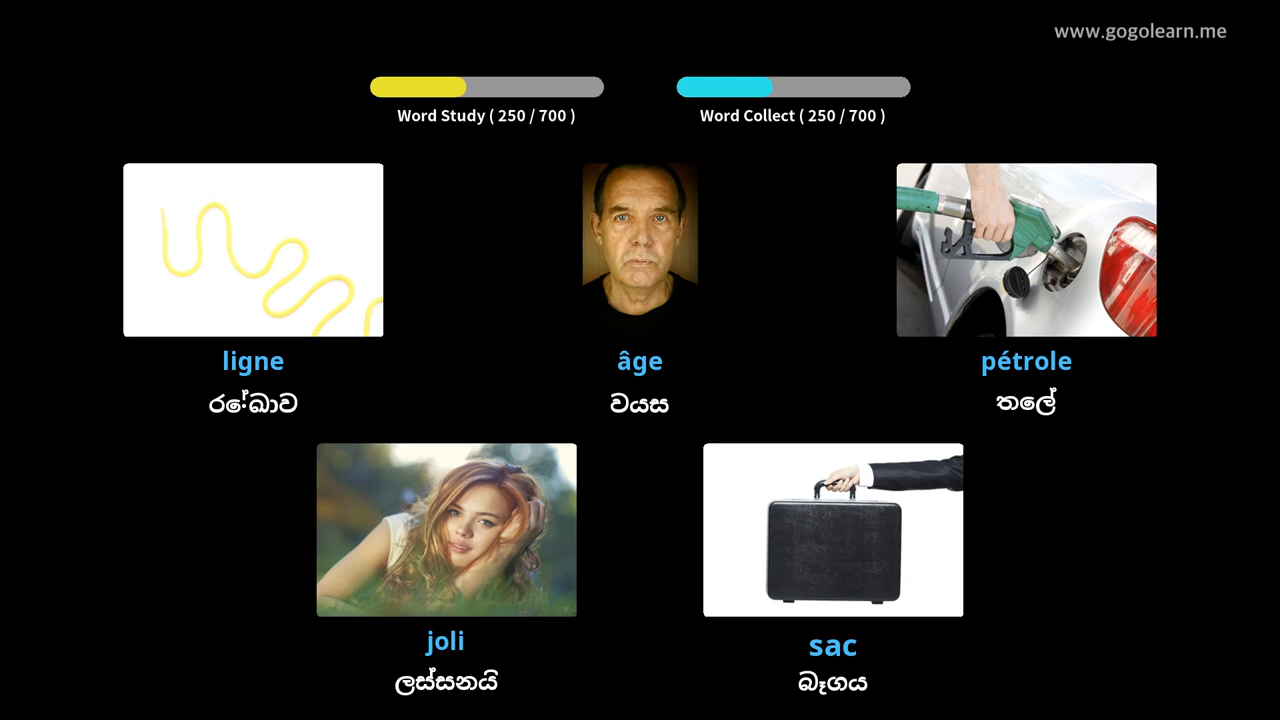 www.gogolearn.me
Word Study ( 250 / 700 )
Word Collect ( 250 / 700 )
ligne
âge
pétrole
රේඛාව
වයස
තලේ
joli
sac
ලස්සනයි
බෑගය